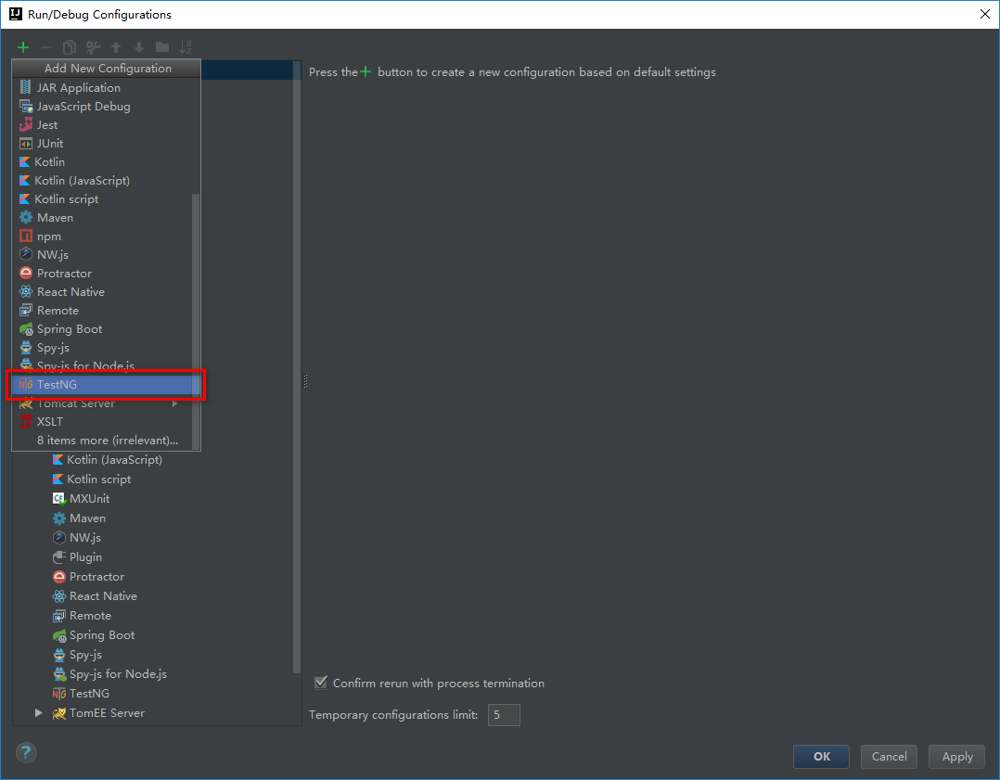 Run/Debug Configurations
Add New Configuration
JAR Application
JavaScript Debug
Jest
JUnit
Kotlin
Kotlin (JavaScript)
Kotlin script
Maven
npm
NW.js
Protractor
React Native
Remote
Spring Boot
Spy-js
Spy-js for Node.js
TestNG
Tomcat Server
XSLT
8 items more (irrelevant)...
Kotlin (JavaScript)
Kotlin script
MXUnit
Maven
NW.js
Plugin
Protractor
React Native
Remote
Spring Boot
Spy-js
Spy-js for Node.js
TestNG
TomEE Server
Press the + button to create a new configuration based on default settings
Confirm rerun with process termination
Temporary configurations limit: 5
? OK Cancel Apply